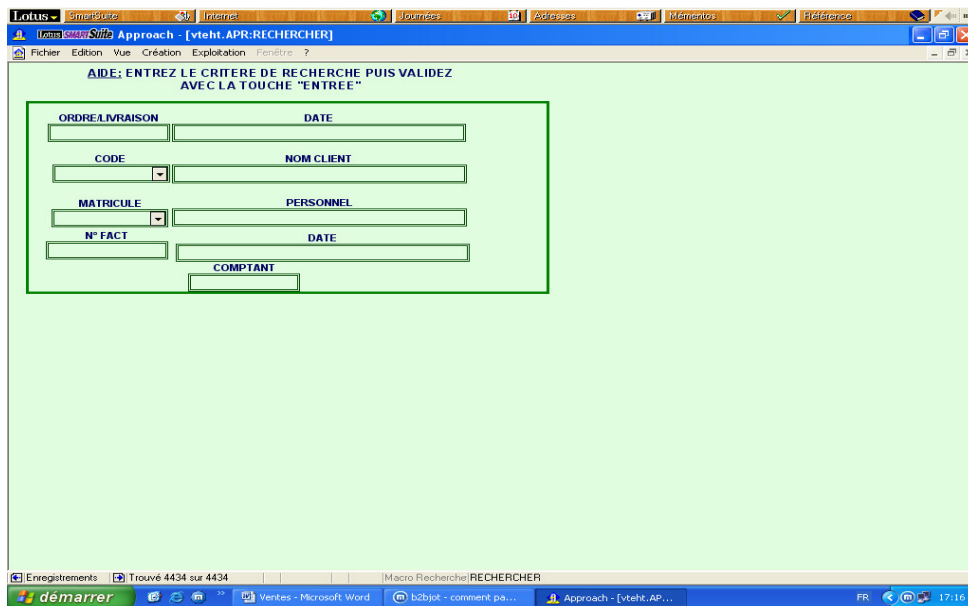 Lotus SmartSuite Internet Journées 10 Adresses Mémentos Référence
Lotus SMARTSuite Approach - [vteht.APR:RECHERCHER]
Fichier Edition Vue Création Exploitation Fenêtre ?
AIDE: ENTREZ LE CRITERE DE RECHERCHE PUIS VALIDEZ
AVEC LA TOUCHE "ENTREE"
ORDRE/LIVRAISON DATE
CODE NOM CLIENT
MATRICULE PERSONNEL
N° FACT DATE
COMPTANT
Enregistrements Trouvé 4434 sur 4434 Macro Recherche RECHERCHER
démarrer Ventes - Microsoft Word b2bjot - comment pa... Approach - [vteht.AP... FR 17:16